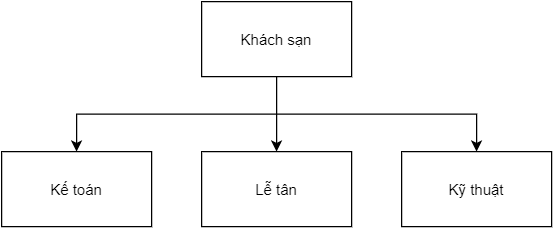 Khách sạn
Kế toán
Lễ tân
Kỹ thuật